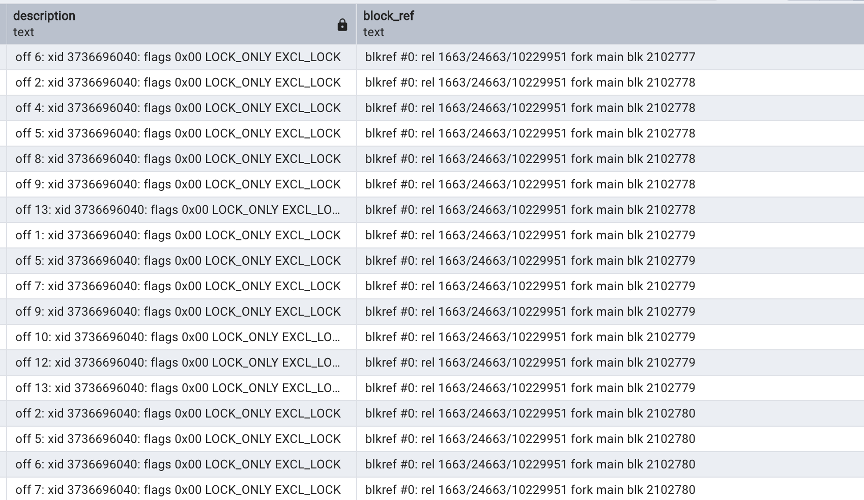 description
text
block_ref
text
off 6: xid 3736696040: flags 0x00 LOCK_ONLY EXCL_LOCK blkref #0: rel 1663/24663/10229951 fork main blk 2102777
off 2: xid 3736696040: flags 0x00 LOCK_ONLY EXCL_LOCK blkref #0: rel 1663/24663/10229951 fork main blk 2102778
off 4: xid 3736696040: flags 0x00 LOCK_ONLY EXCL_LOCK blkref #0: rel 1663/24663/10229951 fork main blk 2102778
off 5: xid 3736696040: flags 0x00 LOCK_ONLY EXCL_LOCK blkref #0: rel 1663/24663/10229951 fork main blk 2102778
off 8: xid 3736696040: flags 0x00 LOCK_ONLY EXCL_LOCK blkref #0: rel 1663/24663/10229951 fork main blk 2102778
off 9: xid 3736696040: flags 0x00 LOCK_ONLY EXCL_LOCK blkref #0: rel 1663/24663/10229951 fork main blk 2102778
off 13: xid 3736696040: flags 0x00 LOCK_ONLY EXCL_LO... blkref #0: rel 1663/24663/10229951 fork main blk 2102778
off 1: xid 3736696040: flags 0x00 LOCK_ONLY EXCL_LOCK blkref #0: rel 1663/24663/10229951 fork main blk 2102779
off 5: xid 3736696040: flags 0x00 LOCK_ONLY EXCL_LOCK blkref #0: rel 1663/24663/10229951 fork main blk 2102779
off 7: xid 3736696040: flags 0x00 LOCK_ONLY EXCL_LOCK blkref #0: rel 1663/24663/10229951 fork main blk 2102779
off 9: xid 3736696040: flags 0x00 LOCK_ONLY EXCL_LOCK blkref #0: rel 1663/24663/10229951 fork main blk 2102779
off 10: xid 3736696040: flags 0x00 LOCK_ONLY EXCL_LO... blkref #0: rel 1663/24663/10229951 fork main blk 2102779
off 12: xid 3736696040: flags 0x00 LOCK_ONLY EXCL_LO... blkref #0: rel 1663/24663/10229951 fork main blk 2102779
off 13: xid 3736696040: flags 0x00 LOCK_ONLY EXCL_LO... blkref #0: rel 1663/24663/10229951 fork main blk 2102779
off 2: xid 3736696040: flags 0x00 LOCK_ONLY EXCL_LOCK blkref #0: rel 1663/24663/10229951 fork main blk 2102780
off 5: xid 3736696040: flags 0x00 LOCK_ONLY EXCL_LOCK blkref #0: rel 1663/24663/10229951 fork main blk 2102780
off 6: xid 3736696040: flags 0x00 LOCK_ONLY EXCL_LOCK blkref #0: rel 1663/24663/10229951 fork main blk 2102780
off 7: xid 3736696040: flags 0x00 LOCK_ONLY EXCL_LOCK blkref #0: rel 1663/24663/10229951 fork main blk 2102780